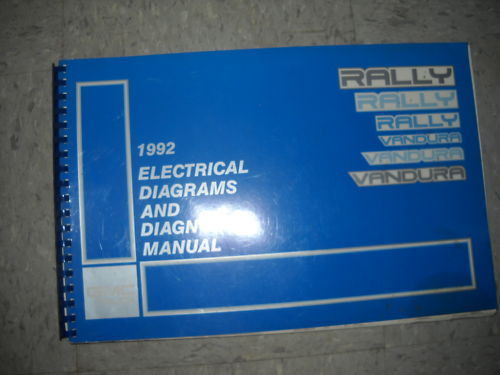 RALLY
RALLY
RALLY
VANDURA
VANDURA
VANDURA
1992
ELECTRICAL
DIAGRAMS
AND
MANUAL